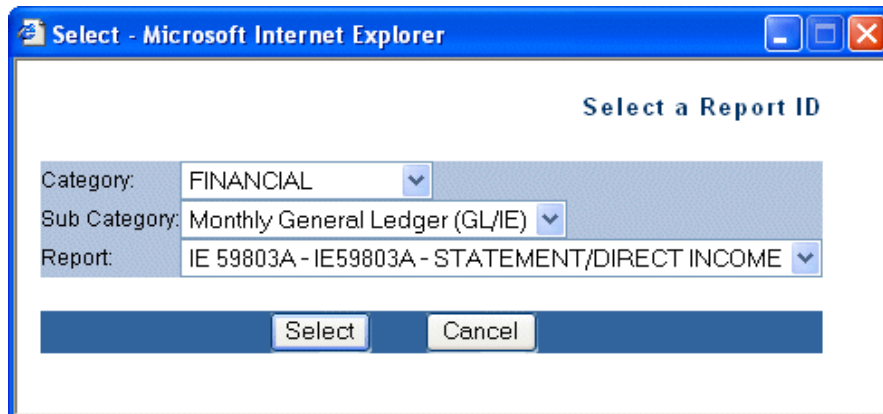 Select - Microsoft Internet Explorer
Select a Report ID
Category: FINANCIAL
Sub Category: Monthly General Ledger (GL/IE)
Report: IE 59803A - IE59803A - STATEMENT/DIRECT INCOME
Select Cancel